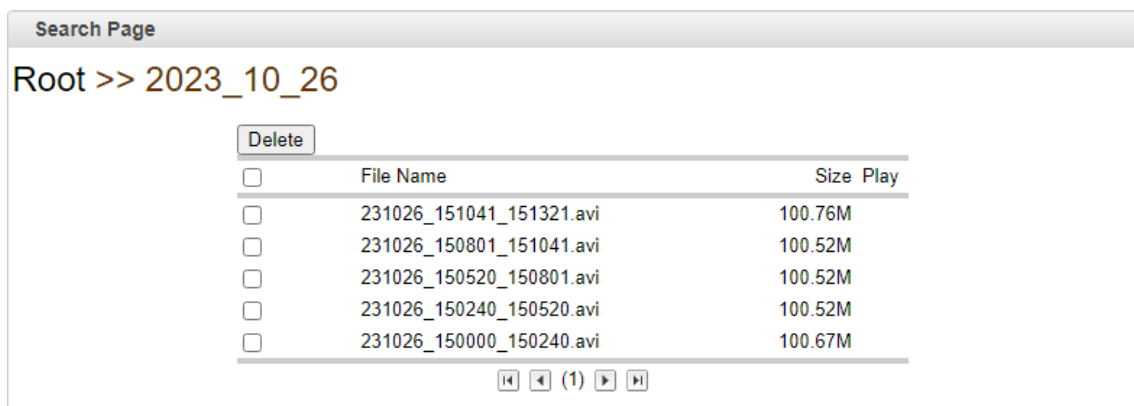 Search Page
Root >> 2023_10_26
Delete
File Name Size Play
231026_151041_151321.avi 100.76M
231026_150801_151041.avi 100.52M
231026_150520_150801.avi 100.52M
231026_150240_150520.avi 100.52M
231026_150000_150240.avi 100.67M
(1)